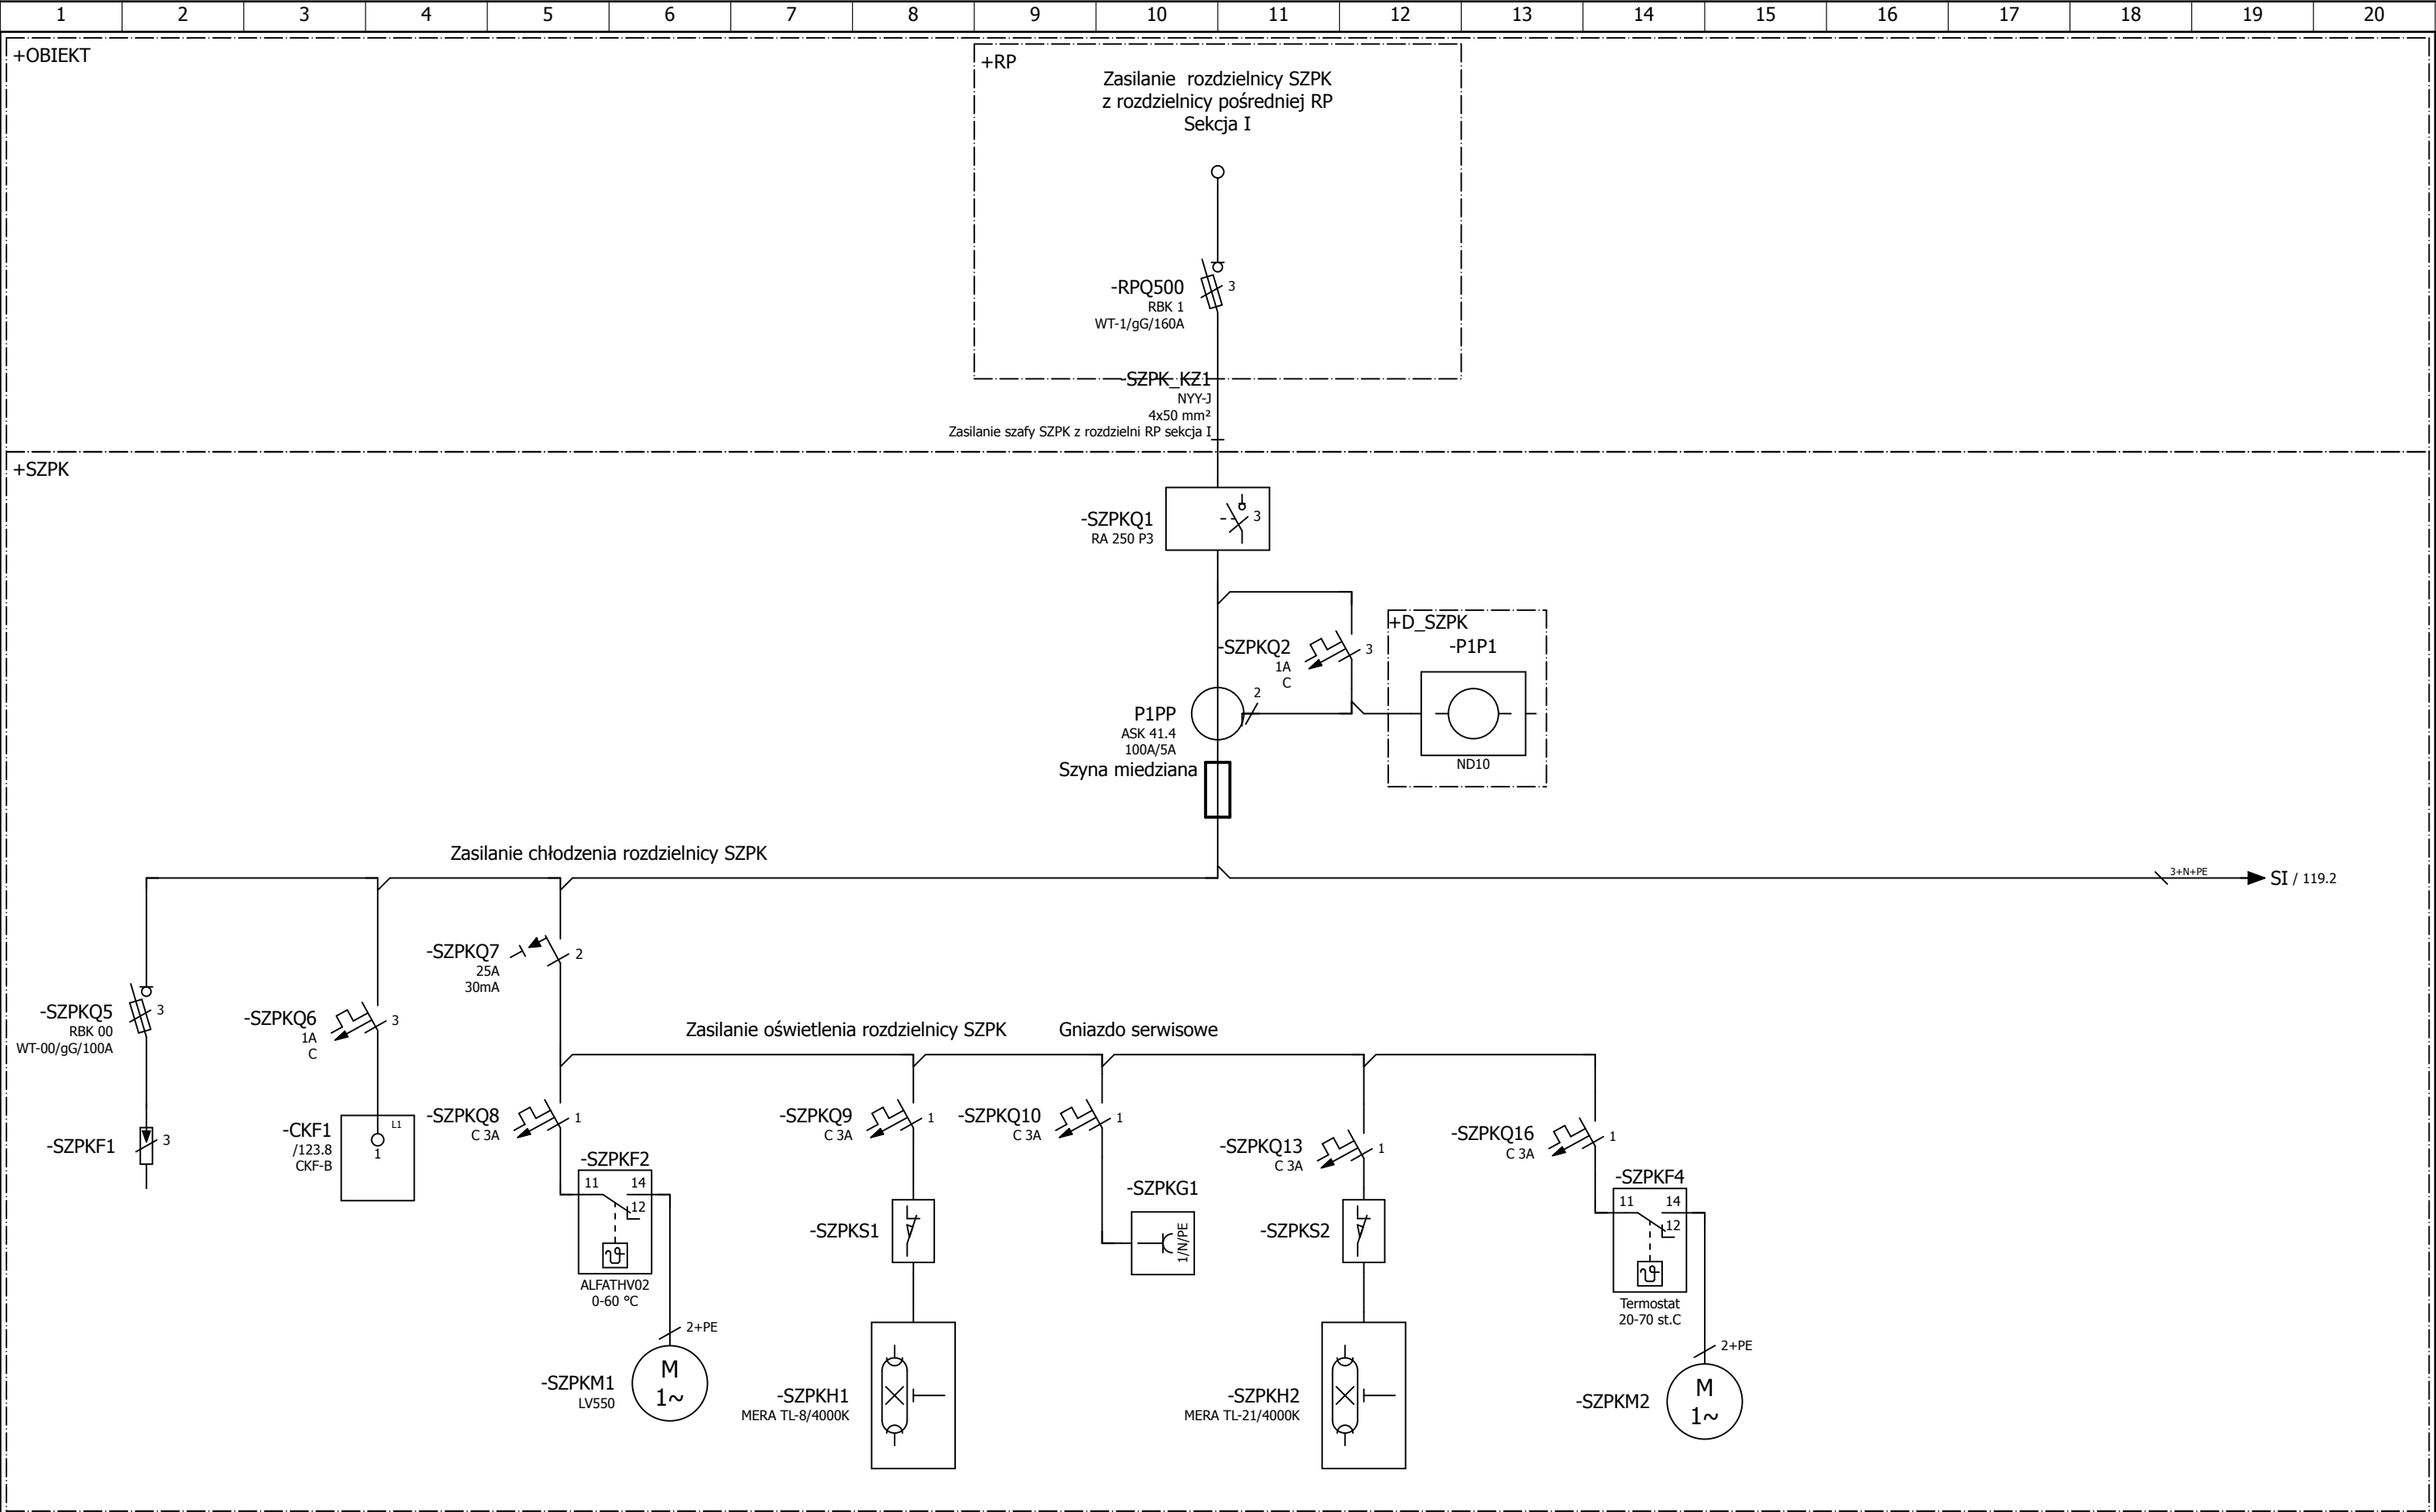 1 2 3 4 5 6 7 8 9 10 11 12 13 14 15 16 17 18 19 20
+OBIEKT
+RP
Zasilanie rozdzielnicy SZPK
z rozdzielnicy pośredniej RP
Sekcja I
-RPQ500
RBK 1
WT-1/gG/160A
3
-SZPK_KZ1
NYY-J
4x50 mm²
Zasilanie szafy SZPK z rozdzielni RP sekcja I
+SZPK
-SZPKQ1
RA 250 P3
3
-SZPKQ2
1A
C
3
+D_SZPK
-P1P1
ND10
P1PP
ASK 41.4
100A/5A
2
Szyna miedziana
Zasilanie chłodzenia rozdzielnicy SZPK
3+N+PE
SI / 119.2
-SZPKQ7
25A
30mA
2
-SZPKQ5
RBK 00
WT-00/gG/100A
3
-SZPKQ6
1A
C
3
Zasilanie oświetlenia rozdzielnicy SZPK
Gniazdo serwisowe
-SZPKF1
3
-CKF1
/123.8
CKF-B
L1
1
-SZPKQ8
C 3A
1
-SZPKQ9
C 3A
1
-SZPKQ10
C 3A
1
-SZPKQ13
C 3A
1
-SZPKQ16
C 3A
1
-SZPKF2
11 14
12
ϑ
ALFATHV02
0-60 °C
-SZPKS1
-SZPKG1
1/N/PE
-SZPKS2
-SZPKF4
11 14
12
ϑ
Termostat
20-70 st.C
2+PE
-SZPKM1
LV550
M
1~
-SZPKH1
MERA TL-8/4000K
-SZPKH2
MERA TL-21/4000K
2+PE
-SZPKM2
M
1~